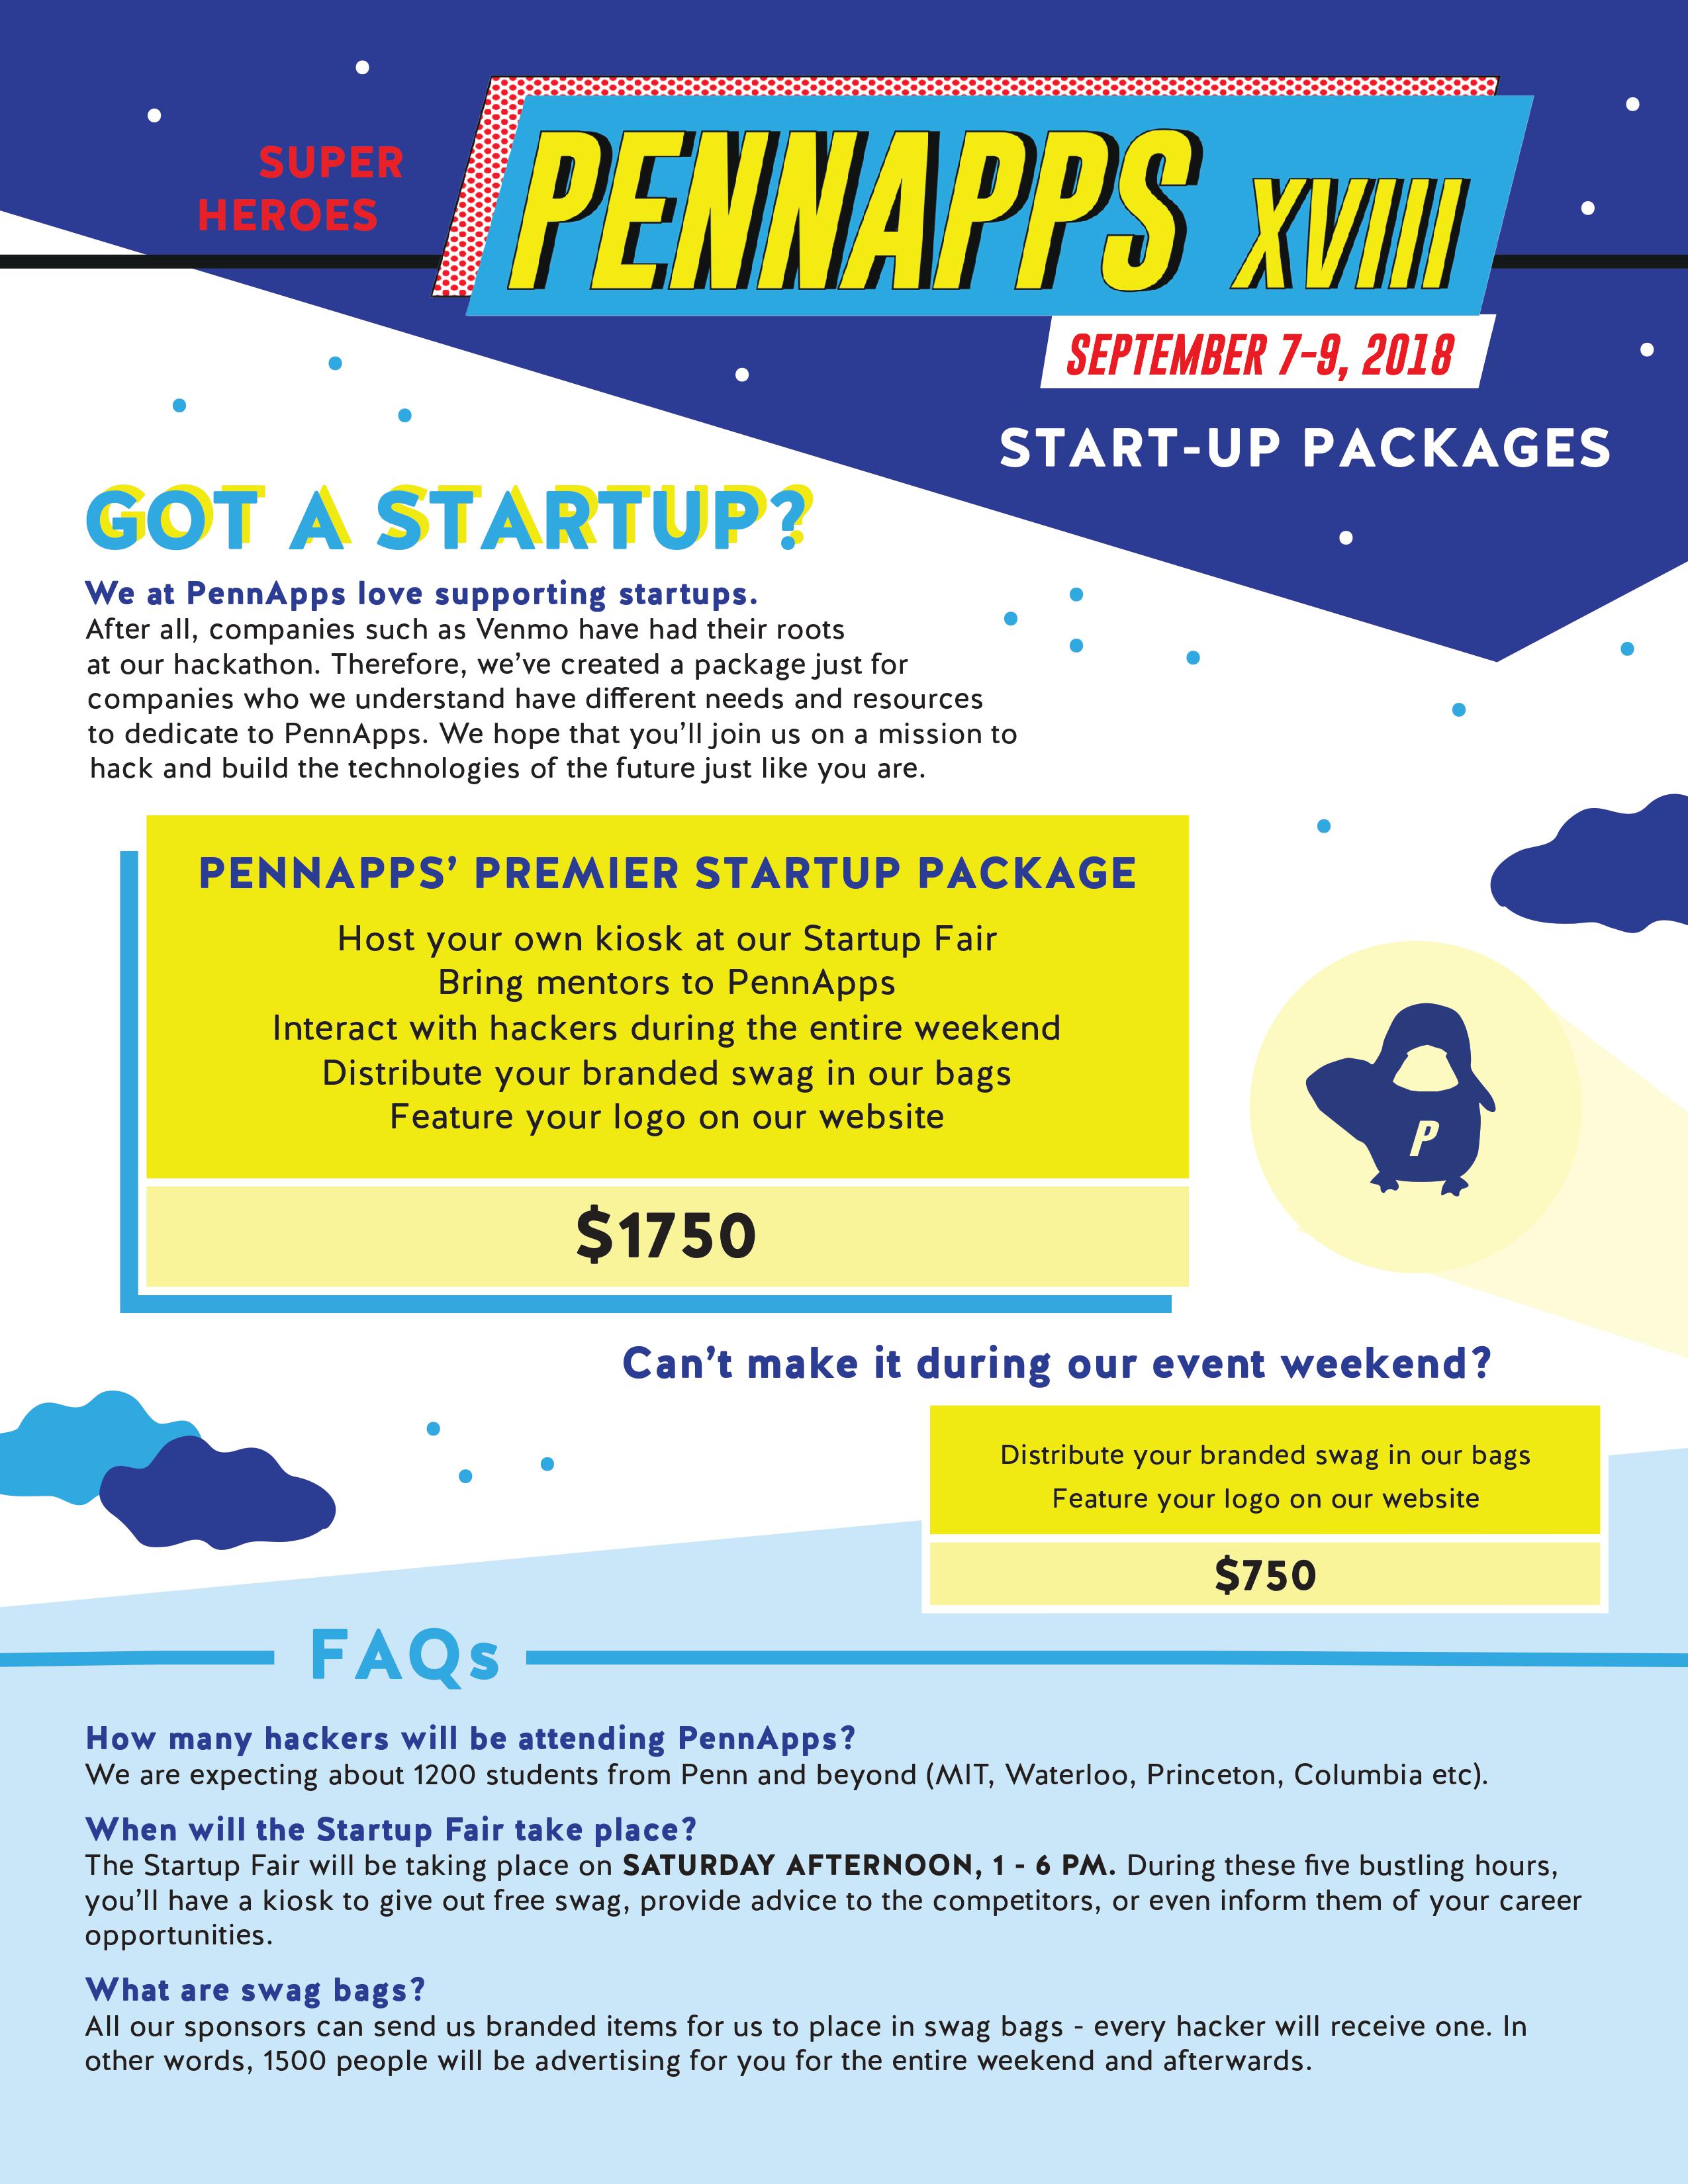 SUPER
HEROES
PENNAPPS XVIII
SEPTEMBER 7-9, 2018
START-UP PACKAGES
GOT A STARTUP?
We at PennApps love supporting startups.
After all, companies such as Venmo have had their roots
at our hackathon. Therefore, we've created a package just for
companies who we understand have different needs and resources
to dedicate to PennApps. We hope that you'll join us on a mission to
hack and build the technologies of the future just like you are.
PENNAPPS' PREMIER STARTUP PACKAGE
Host your own kiosk at our Startup Fair
Bring mentors to PennApps
Interact with hackers during the entire weekend
Distribute your branded swag in our bags
Feature your logo on our website
$1750
P
Can't make it during our event weekend?
Distribute your branded swag in our bags
Feature your logo on our website
$750
FAQs
How many hackers will be attending PennApps?
We are expecting about 1200 students from Penn and beyond (MIT, Waterloo, Princeton, Columbia etc).
When will the Startup Fair take place?
The Startup Fair will be taking place on SATURDAY AFTERNOON, 1 - 6 PM. During these five bustling hours,
you'll have a kiosk to give out free swag, provide advice to the competitors, or even inform them of your career
opportunities.
What are swag bags?
All our sponsors can send us branded items for us to place in swag bags - every hacker will receive one. In
other words, 1500 people will be advertising for you for the entire weekend and afterwards.